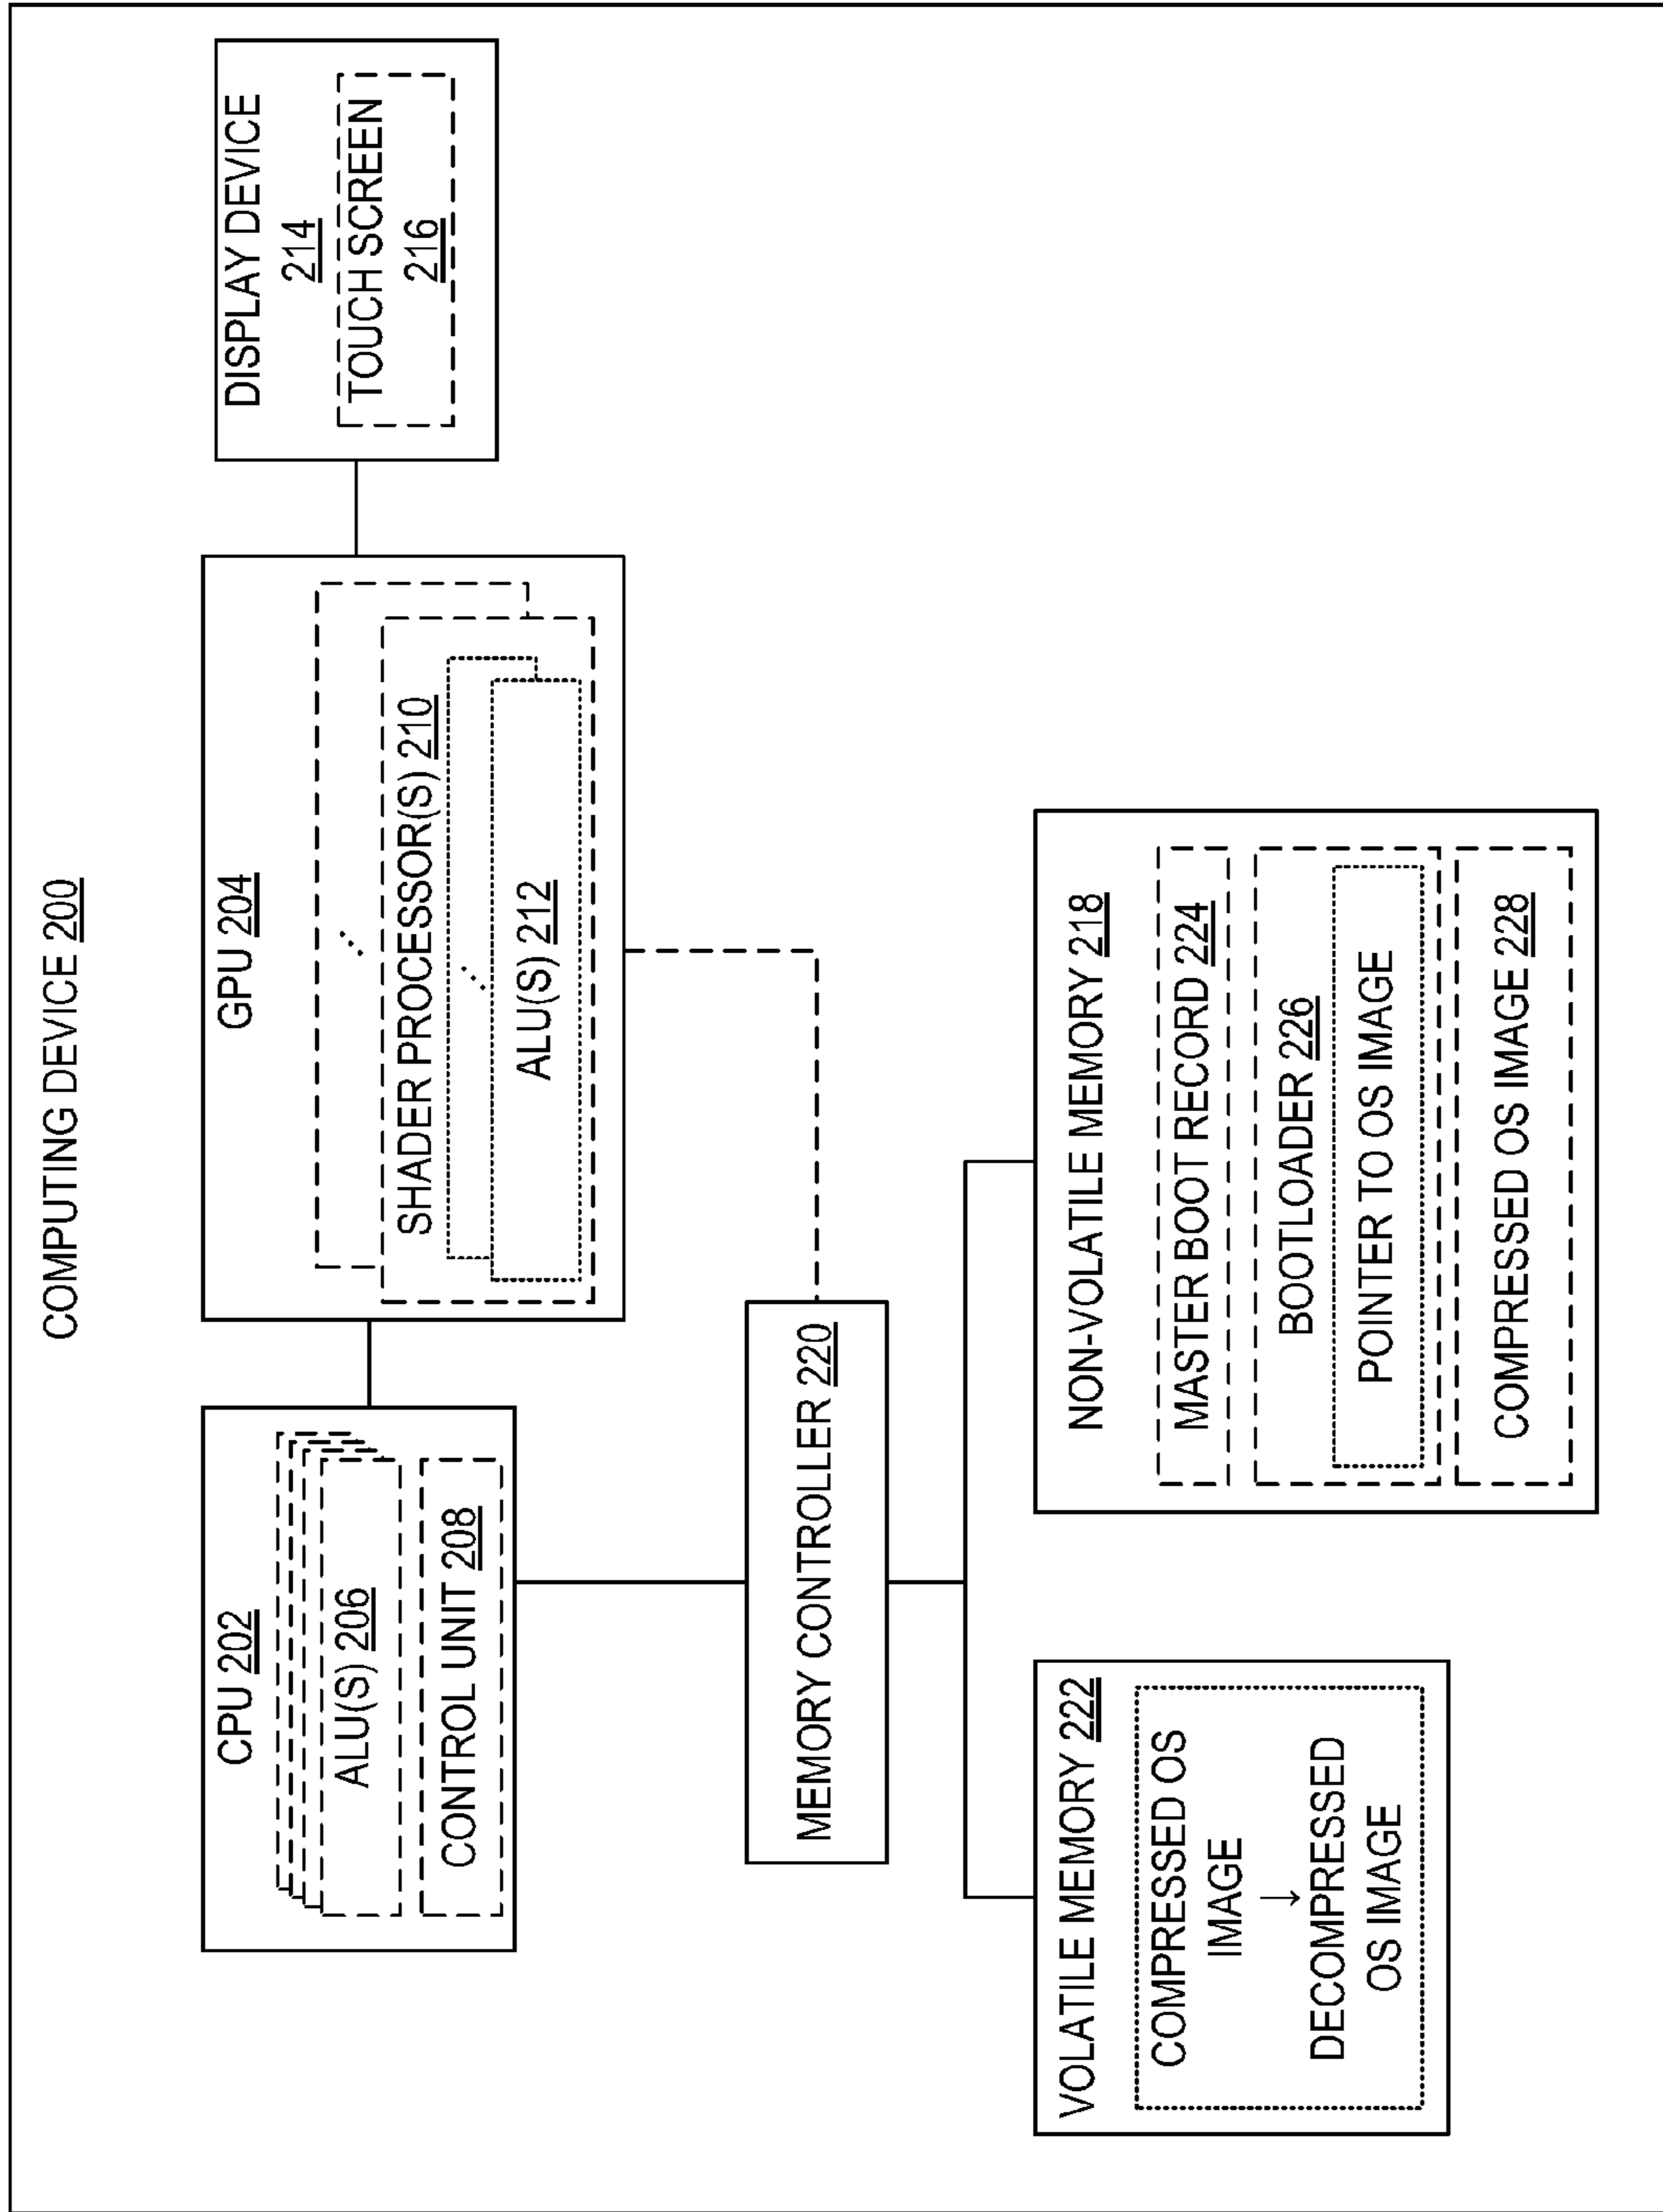 COMPUTING DEVICE 200
CPU 202
ALU(S) 206
CONTROL UNIT 208
GPU 204
SHADER PROCESSOR(S) 210
ALU(S) 212
DISPLAY DEVICE
214
TOUCH SCREEN
216
MEMORY CONTROLLER 220
VOLATILE MEMORY 222
COMPRESSED OS
IMAGE
↓
DECOMPRESSED
OS IMAGE
NON-VOLATILE MEMORY 218
MASTER BOOT RECORD 224
BOOTLOADER 226
POINTER TO OS IMAGE
COMPRESSED OS IMAGE 228